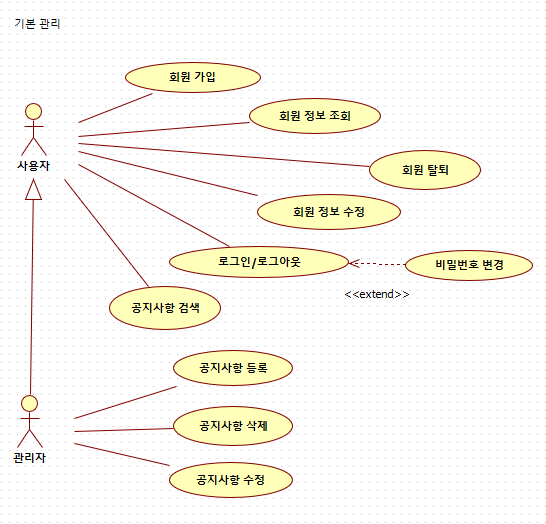 기본 관리
회원 가입
회원 정보 조회
사용자
회원 탈퇴
회원 정보 수정
로그인/로그아웃
비밀번호 변경
<<extend>>
공지사항 검색
공지사항 등록
공지사항 삭제
관리자
공지사항 수정